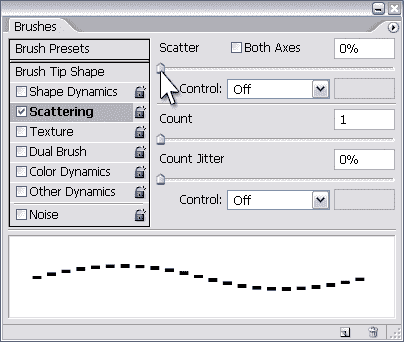 Brushes
Brush Presets
Brush Tip Shape
Shape Dynamics
Scattering
Texture
Dual Brush
Color Dynamics
Other Dynamics
Noise
Scatter Both Axes 0%
Control: Off
Count 1
Count Jitter 0%
Control: Off